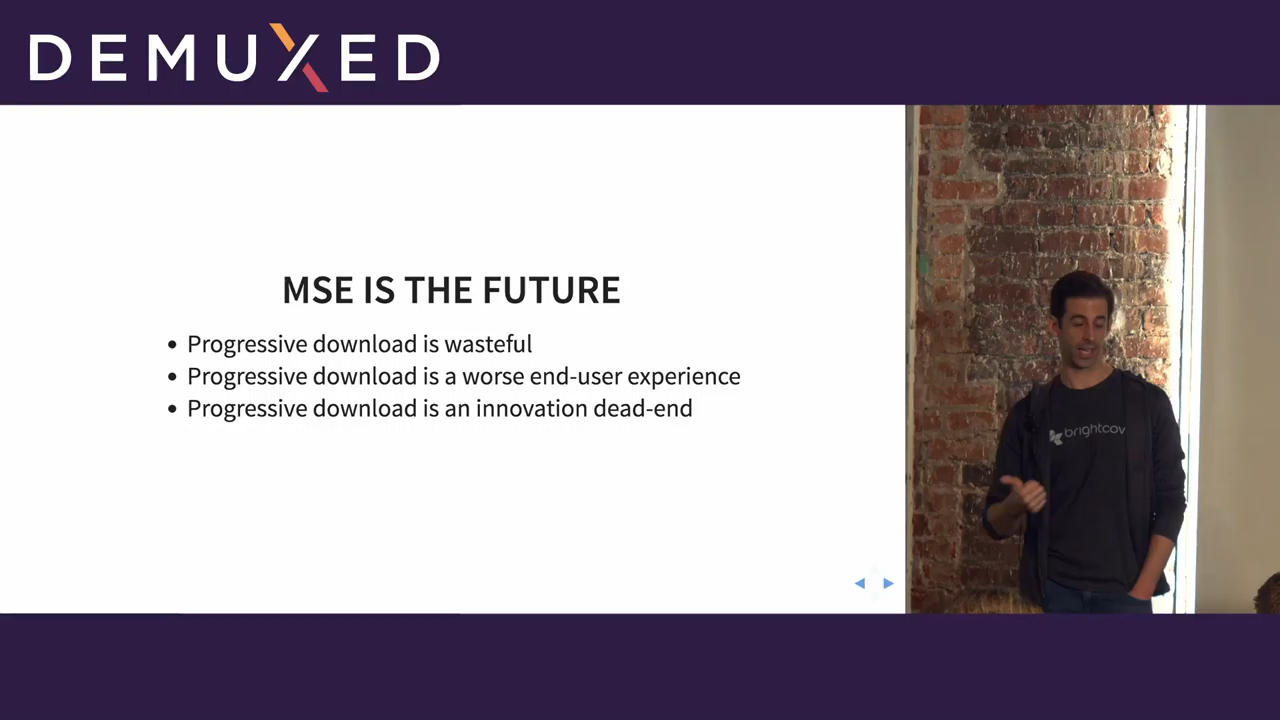 DEMUXED
MSE IS THE FUTURE
Progressive download is wasteful
Progressive download is a worse end-user experience
Progressive download is an innovation dead-end
brightcov